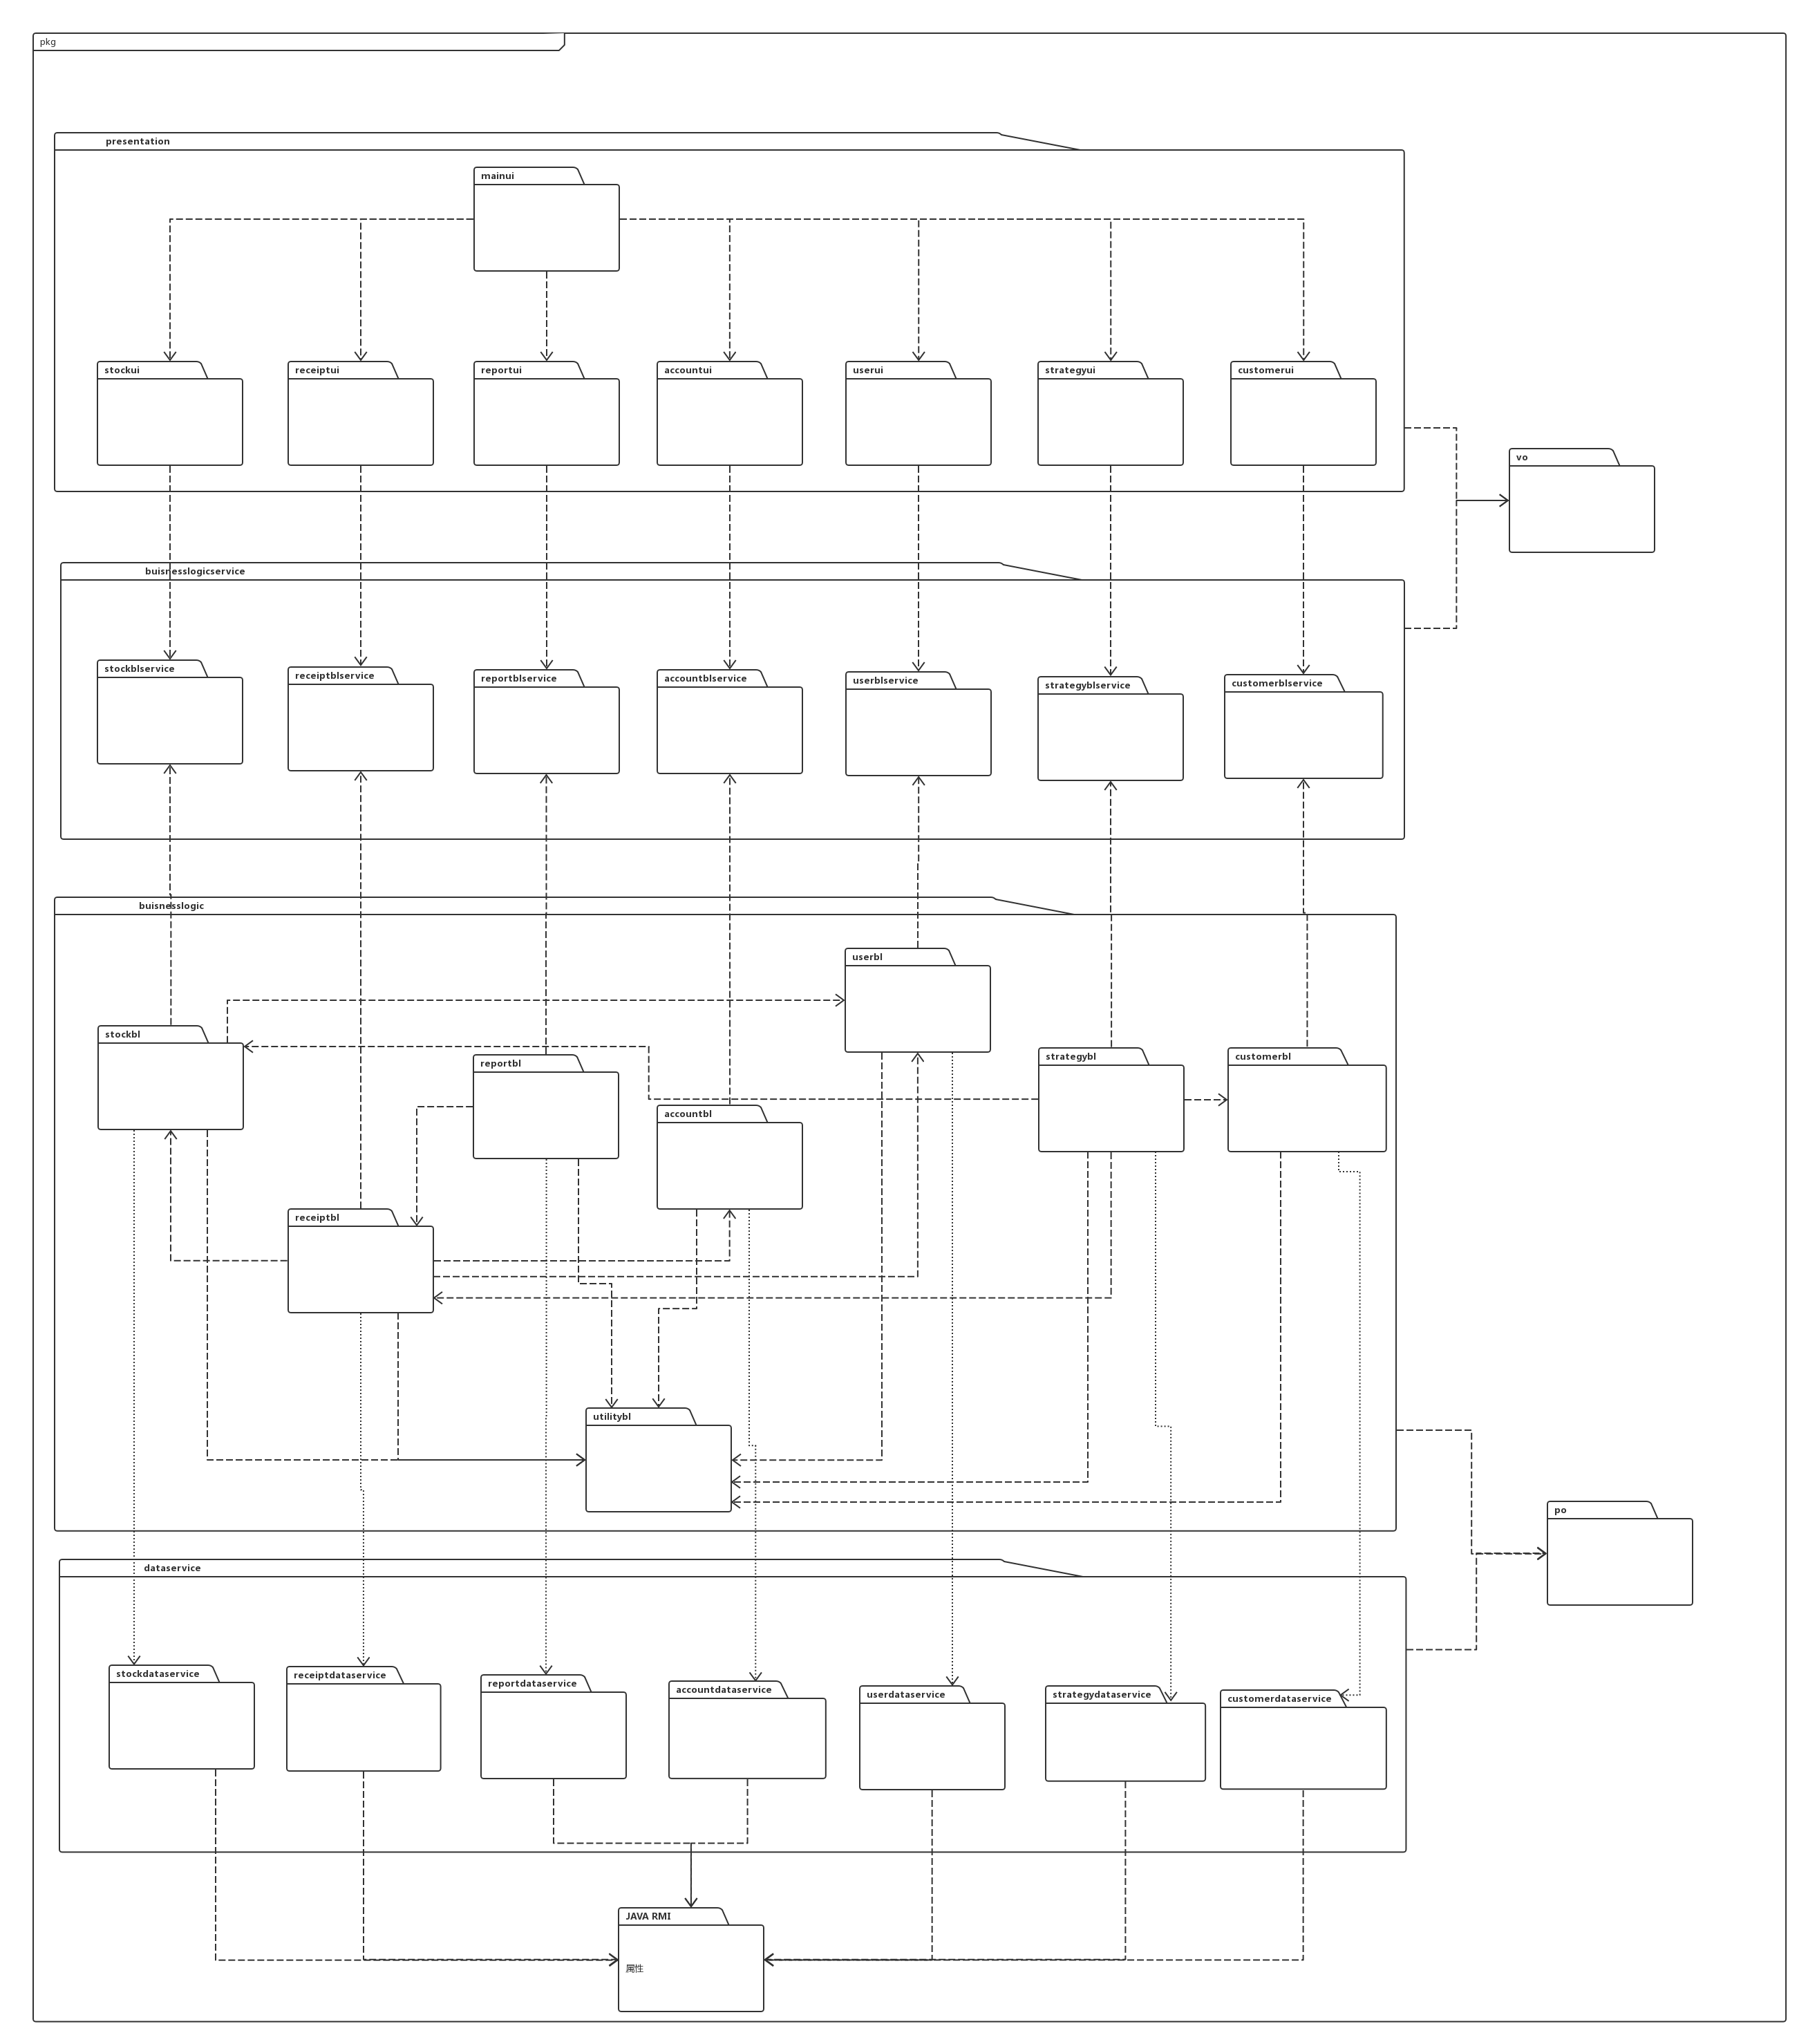 pkg
presentation
mainui
stockui
receiptui
reportui
accountui
userui
strategyui
customerui
vo
buisnesslogicservice
stockblservice
receiptblservice
reportblservice
accountblservice
userblservice
strategyblservice
customerblservice
buisnesslogic
userbl
stockbl
reportbl
strategybl
customerbl
accountbl
receiptbl
utilitybl
po
dataservice
stockdataservice
receiptdataservice
reportdataservice
accountdataservice
userdataservice
strategydataservice
customerdataservice
JAVA RMI
属性